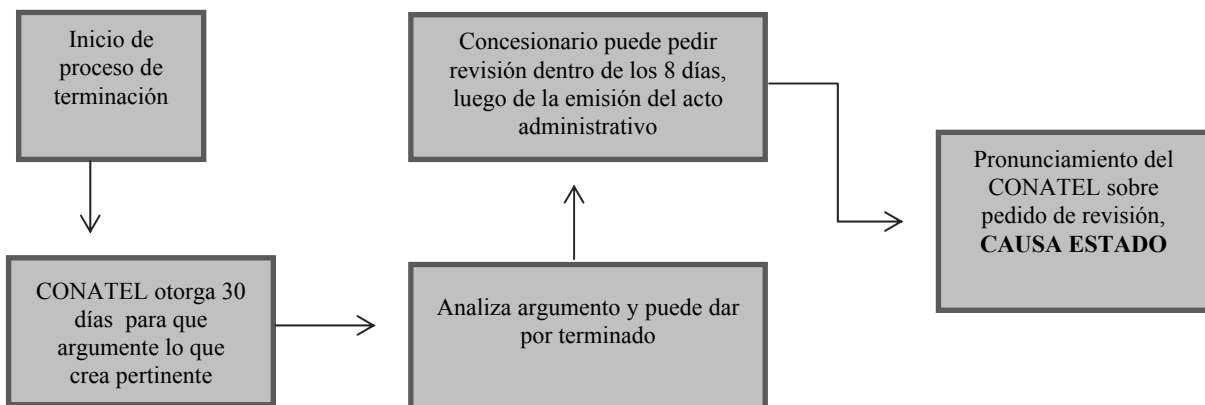 Inicio de
proceso de
terminación
CONATEL otorga 30
días para que
argumente lo que
crea pertinente
Analiza argumento y puede dar
por terminado
Concesionario puede pedir
revisión dentro de los 8 días,
luego de la emisión del acto
administrativo
Pronunciamiento del
CONATEL sobre
pedido de revisión,
CAUSA ESTADO